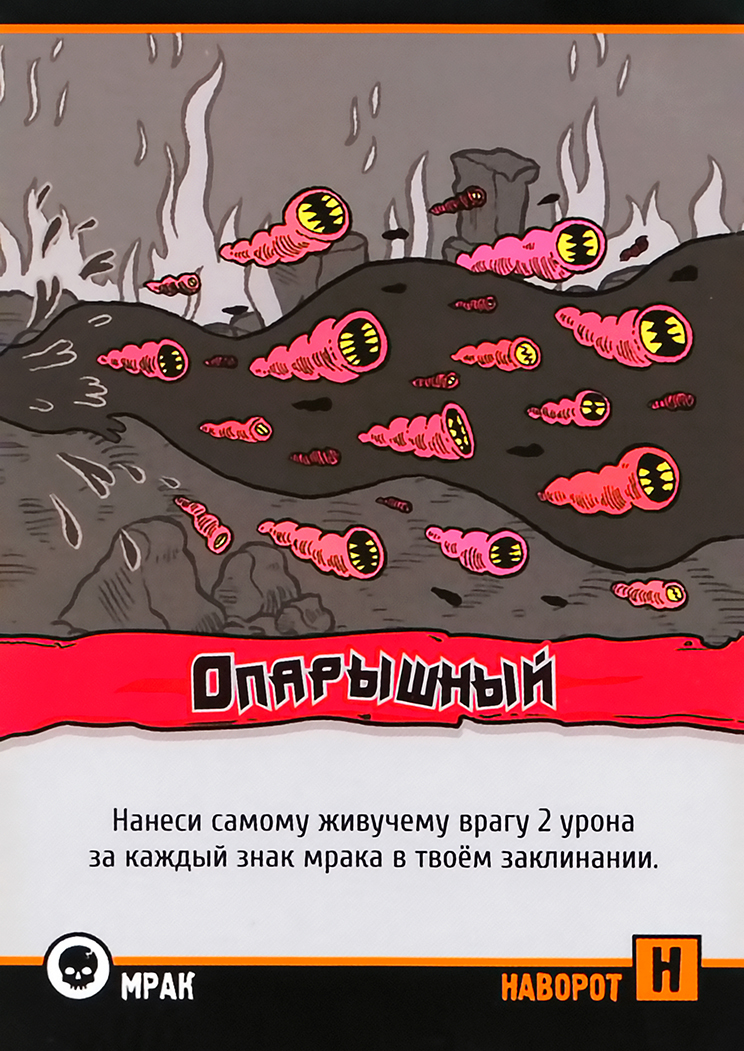 Опарышный
Нанеси самому живучему врагу 2 урона
за каждый знак мрака в твоём заклинании.
МРАК
НАВОРОТ Н